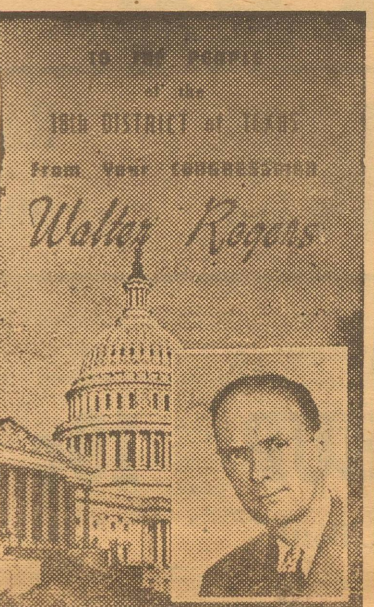 TO THE PEOPLE
of the
18th DISTRICT of TEXAS
From Your CONGRESSMAN
Walter Rogers